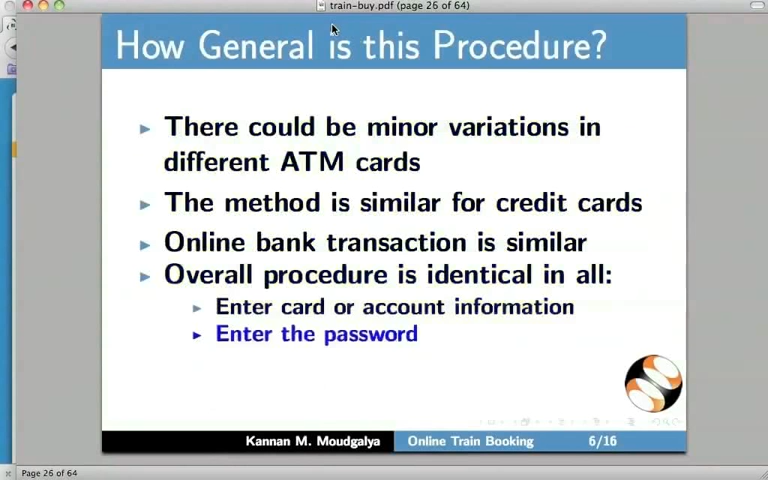 train-buy.pdf (page 26 of 64)
How General is this Procedure?
There could be minor variations in
different ATM cards
The method is similar for credit cards
Online bank transaction is similar
Overall procedure is identical in all:
Enter card or account information
Enter the password
Kannan M. Moudgalya Online Train Booking 6/16
Page 26 of 64